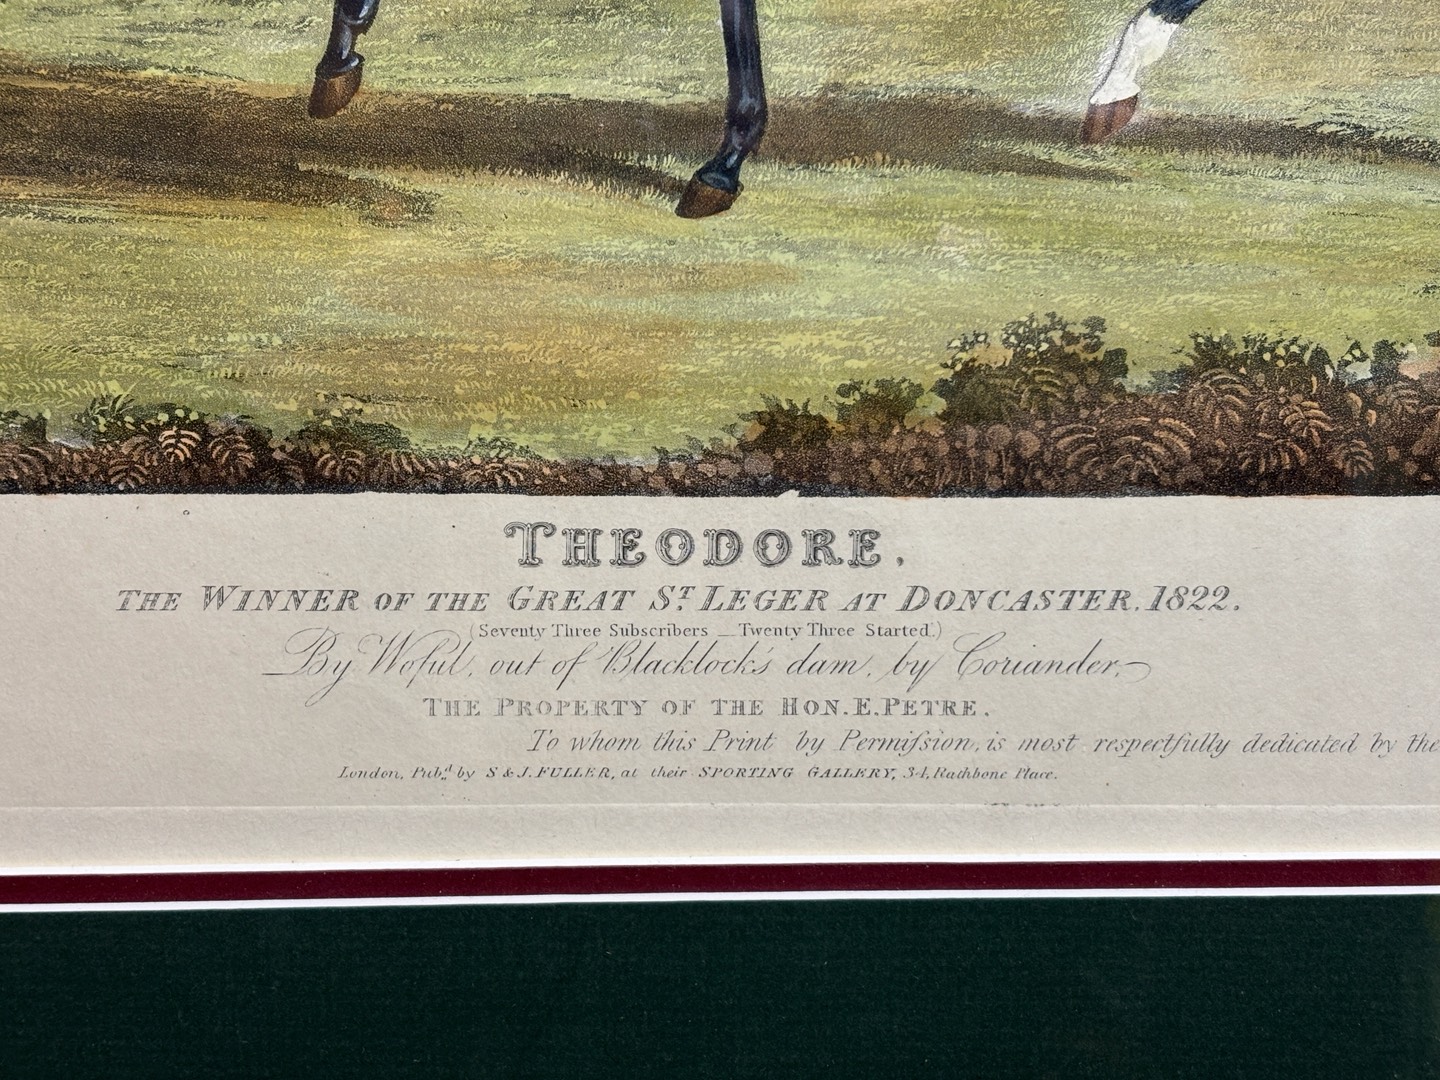 THEODORE.
THE WINNER OF THE GREAT ST. LEGER AT DONCASTER, 1822.
(Seventy Three Subscribers _ Twenty Three Started.)
By Woful, out of Blacklock's dam, by Coriander,
THE PROPERTY OF THE HON. E. PETRE,
To whom this Print by Permiſsion, is most respectfully dedicated by the
London, Pubd. by S & J. FULLER, at their SPORTING GALLERY, 34, Rathbone Place.